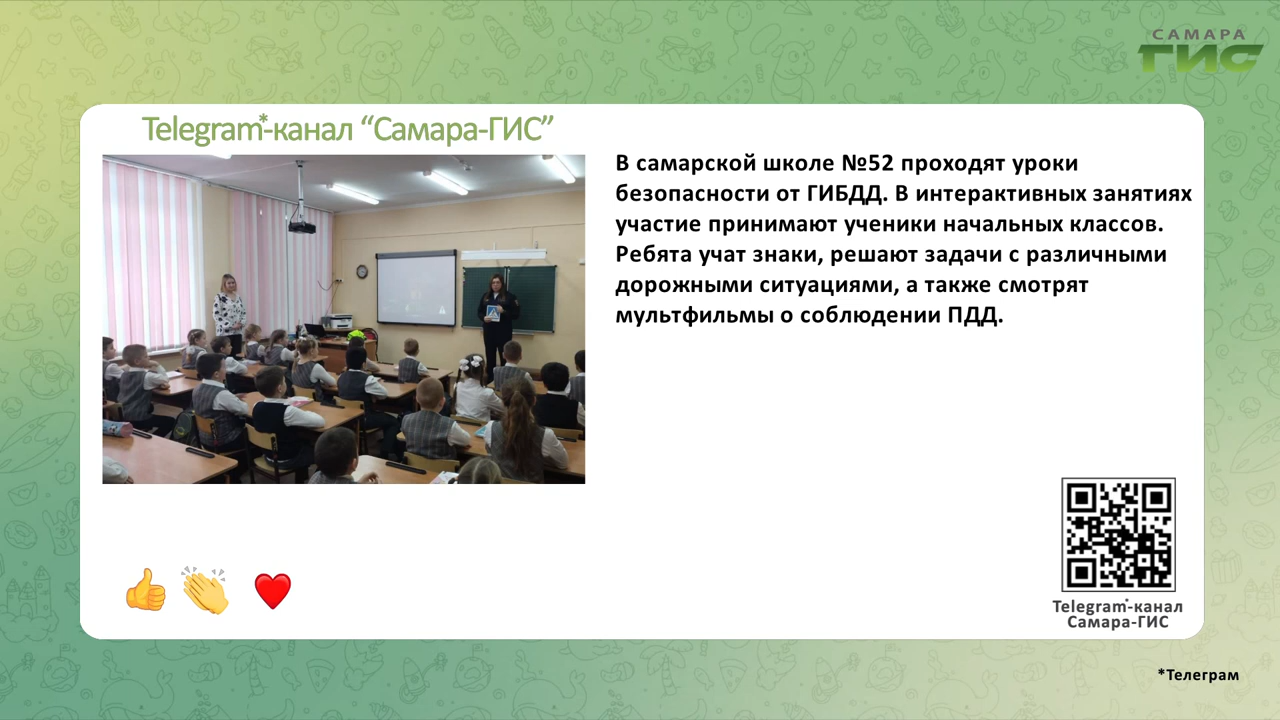 САМАРА
ГИС
Telegram*-канал “Самара-ГИС”
В самарской школе №52 проходят уроки
безопасности от ГИБДД. В интерактивных занятиях
участие принимают ученики начальных классов.
Ребята учат знаки, решают задачи с различными
дорожными ситуациями, а также смотрят
мультфильмы о соблюдении ПДД.
Telegram*-канал
Самара-ГИС
*Телеграм